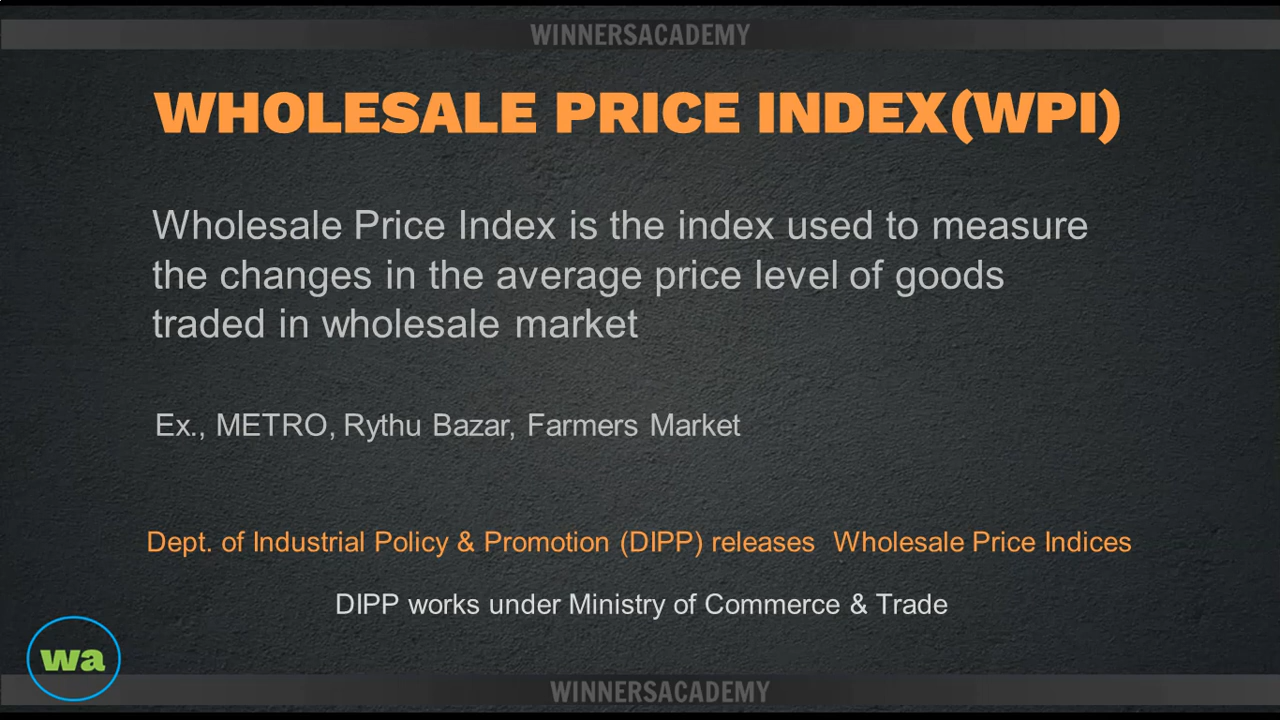 WINNERSACADEMY
WHOLESALE PRICE INDEX(WPI)
Wholesale Price Index is the index used to measure
the changes in the average price level of goods
traded in wholesale market
Ex., METRO, Rythu Bazar, Farmers Market
Dept. of Industrial Policy & Promotion (DIPP) releases Wholesale Price Indices
DIPP works under Ministry of Commerce & Trade
wa
WINNERSACADEMY